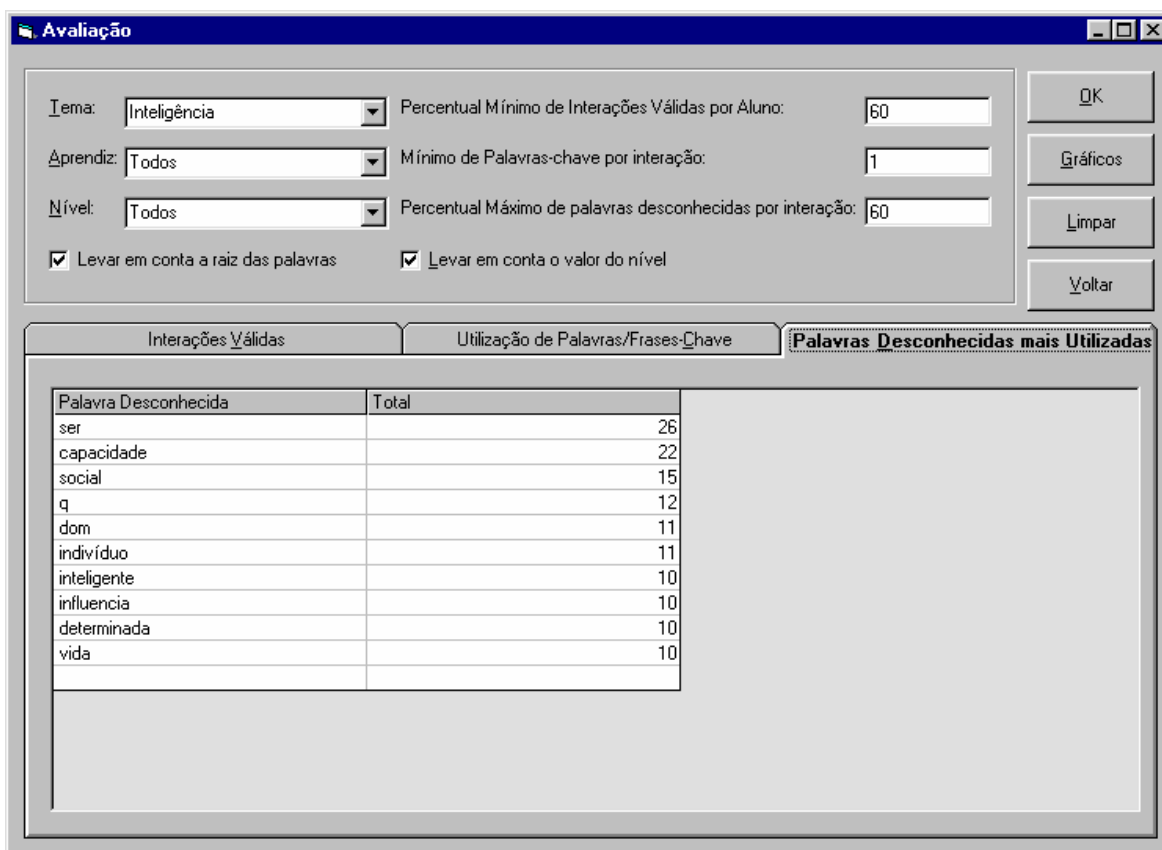 Avaliação
Tema: Inteligência Percentual Mínimo de Interações Válidas por Aluno: 60 OK
Aprendiz: Todos Mínimo de Palavras-chave por interação: 1 Gráficos
Nível: Todos Percentual Máximo de palavras desconhecidas por interação: 60 Limpar
Levar em conta a raiz das palavras Levar em conta o valor do nível
Voltar
Interações Válidas Utilização de Palavras/Frases-Chave Palavras Desconhecidas mais Utilizadas
Palavra Desconhecida Total
ser 26
capacidade 22
social 15
q 12
dom 11
indivíduo 11
inteligente 10
influencia 10
determinada 10
vida 10